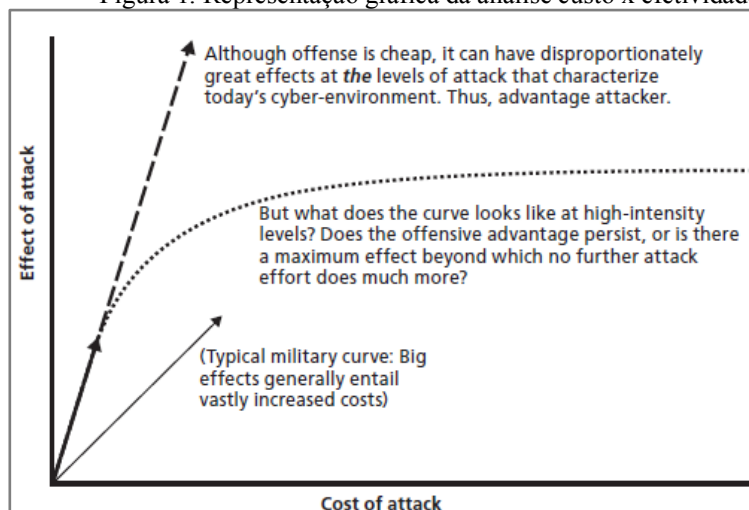 Figura 1: Representação gráfica da análise custo x efetividad
Although offense is cheap, it can have disproportionately
great effects at the levels of attack that characterize
today's cyber-environment. Thus, advantage attacker.
Effect of attack
But what does the curve looks like at high-intensity
levels? Does the offensive advantage persist, or is there
a maximum effect beyond which no further attack
effort does much more?
(Typical military curve: Big
effects generally entail
vastly increased costs)
Cost of attack